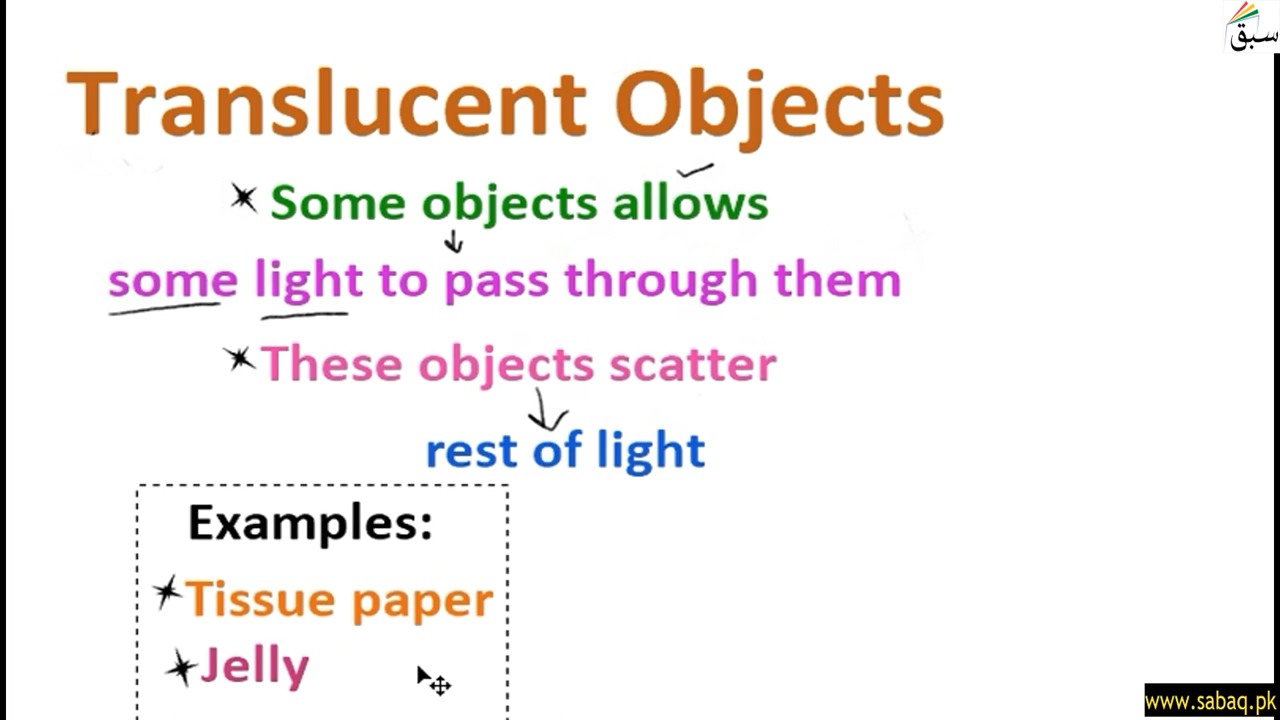 سبق
Translucent Objects
Some objects allows
some light to pass through them
These objects scatter
rest of light
Examples:
Tissue paper
Jelly
www.sabaq.pk